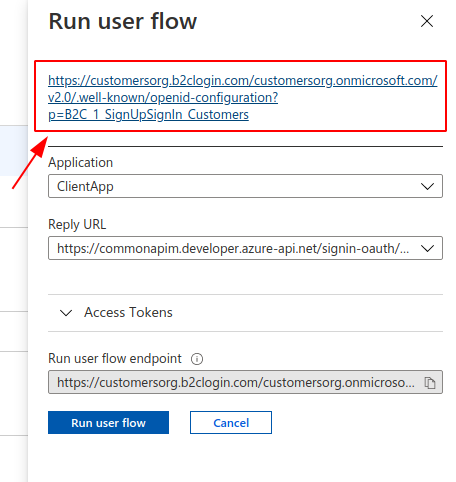 Run user flow
https://customersorg.b2clogin.com/customersorg.onmicrosoft.com/
v2.0/.well-known/openid-configuration?
p=B2C_1_SignUpSignIn_Customers
Application
ClientApp
Reply URL
https://commonapim.developer.azure-api.net/signin-oauth/...
Access Tokens
Run user flow endpoint
https://customersorg.b2clogin.com/customersorg.onmicroso...
Run user flow
Cancel